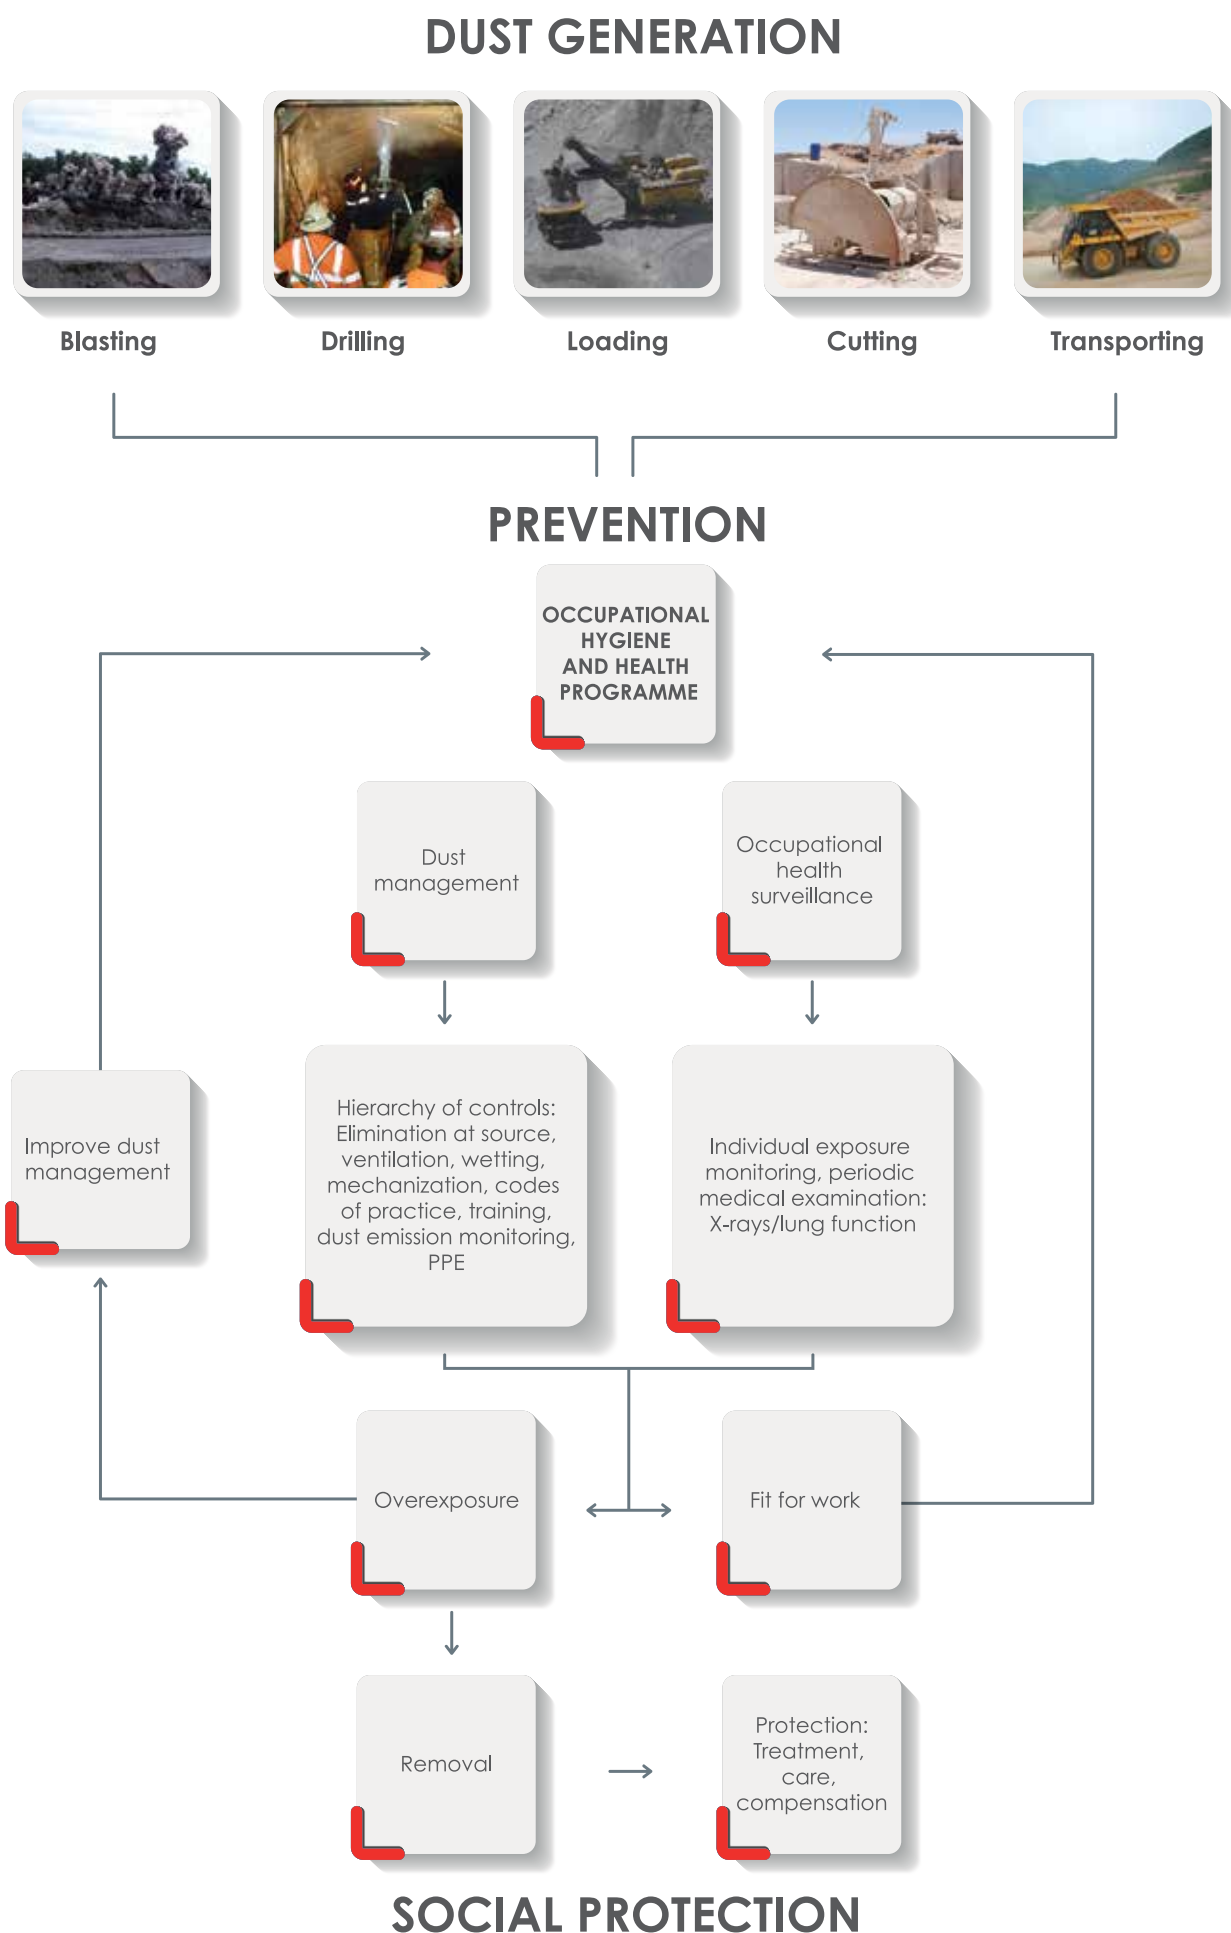 DUST GENERATION
Blasting
Drilling
Loading
Cutting
Transporting
PREVENTION
OCCUPATIONAL
HYGIENE
AND HEALTH
PROGRAMME
Dust
management
Occupational
health
surveillance
Improve dust
management
Hierarchy of controls:
Elimination at source,
ventilation, wetting,
mechanization, codes
of practice, training,
dust emission monitoring,
PPE
Individual exposure
monitoring, periodic
medical examination:
X-rays/lung function
Overexposure
Fit for work
Removal
Protection:
Treatment,
care,
compensation
SOCIAL PROTECTION